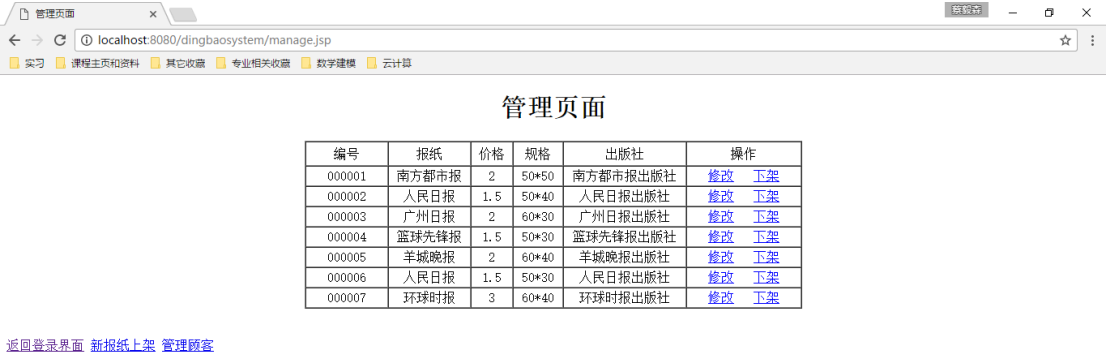 管理页面
蔡毅森
localhost:8080/dingbaosystem/manage.jsp
实习 课程主页和资料 其它收藏 专业相关收藏 数学建模 云计算
管理页面
编号 报纸 价格 规格 出版社 操作
000001 南方都市报 2 50*50 南方都市报出版社 修改 下架
000002 人民日报 1.5 50*40 人民日报出版社 修改 下架
000003 广州日报 2 60*30 广州日报出版社 修改 下架
000004 篮球先锋报 1.5 50*30 篮球先锋报出版社 修改 下架
000005 羊城晚报 2 60*40 羊城晚报出版社 修改 下架
000006 人民日报 1.5 50*30 人民日报出版社 修改 下架
000007 环球时报 3 60*40 环球时报出版社 修改 下架
返回登录界面 新报纸上架 管理顾客